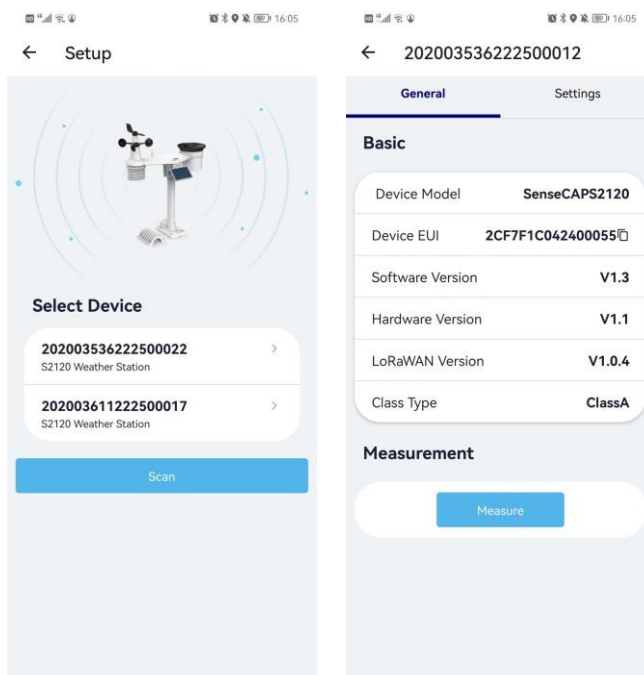 16:05
Setup
Select Device
202003536222500022
S2120 Weather Station
202003611222500017
S2120 Weather Station
Scan
16:05
202003536222500012
General Settings
Basic
Device Model SenseCAPS2120
Device EUI 2CF7F1C042400055
Software Version V1.3
Hardware Version V1.1
LoRaWAN Version V1.0.4
Class Type ClassA
Measurement
Measure